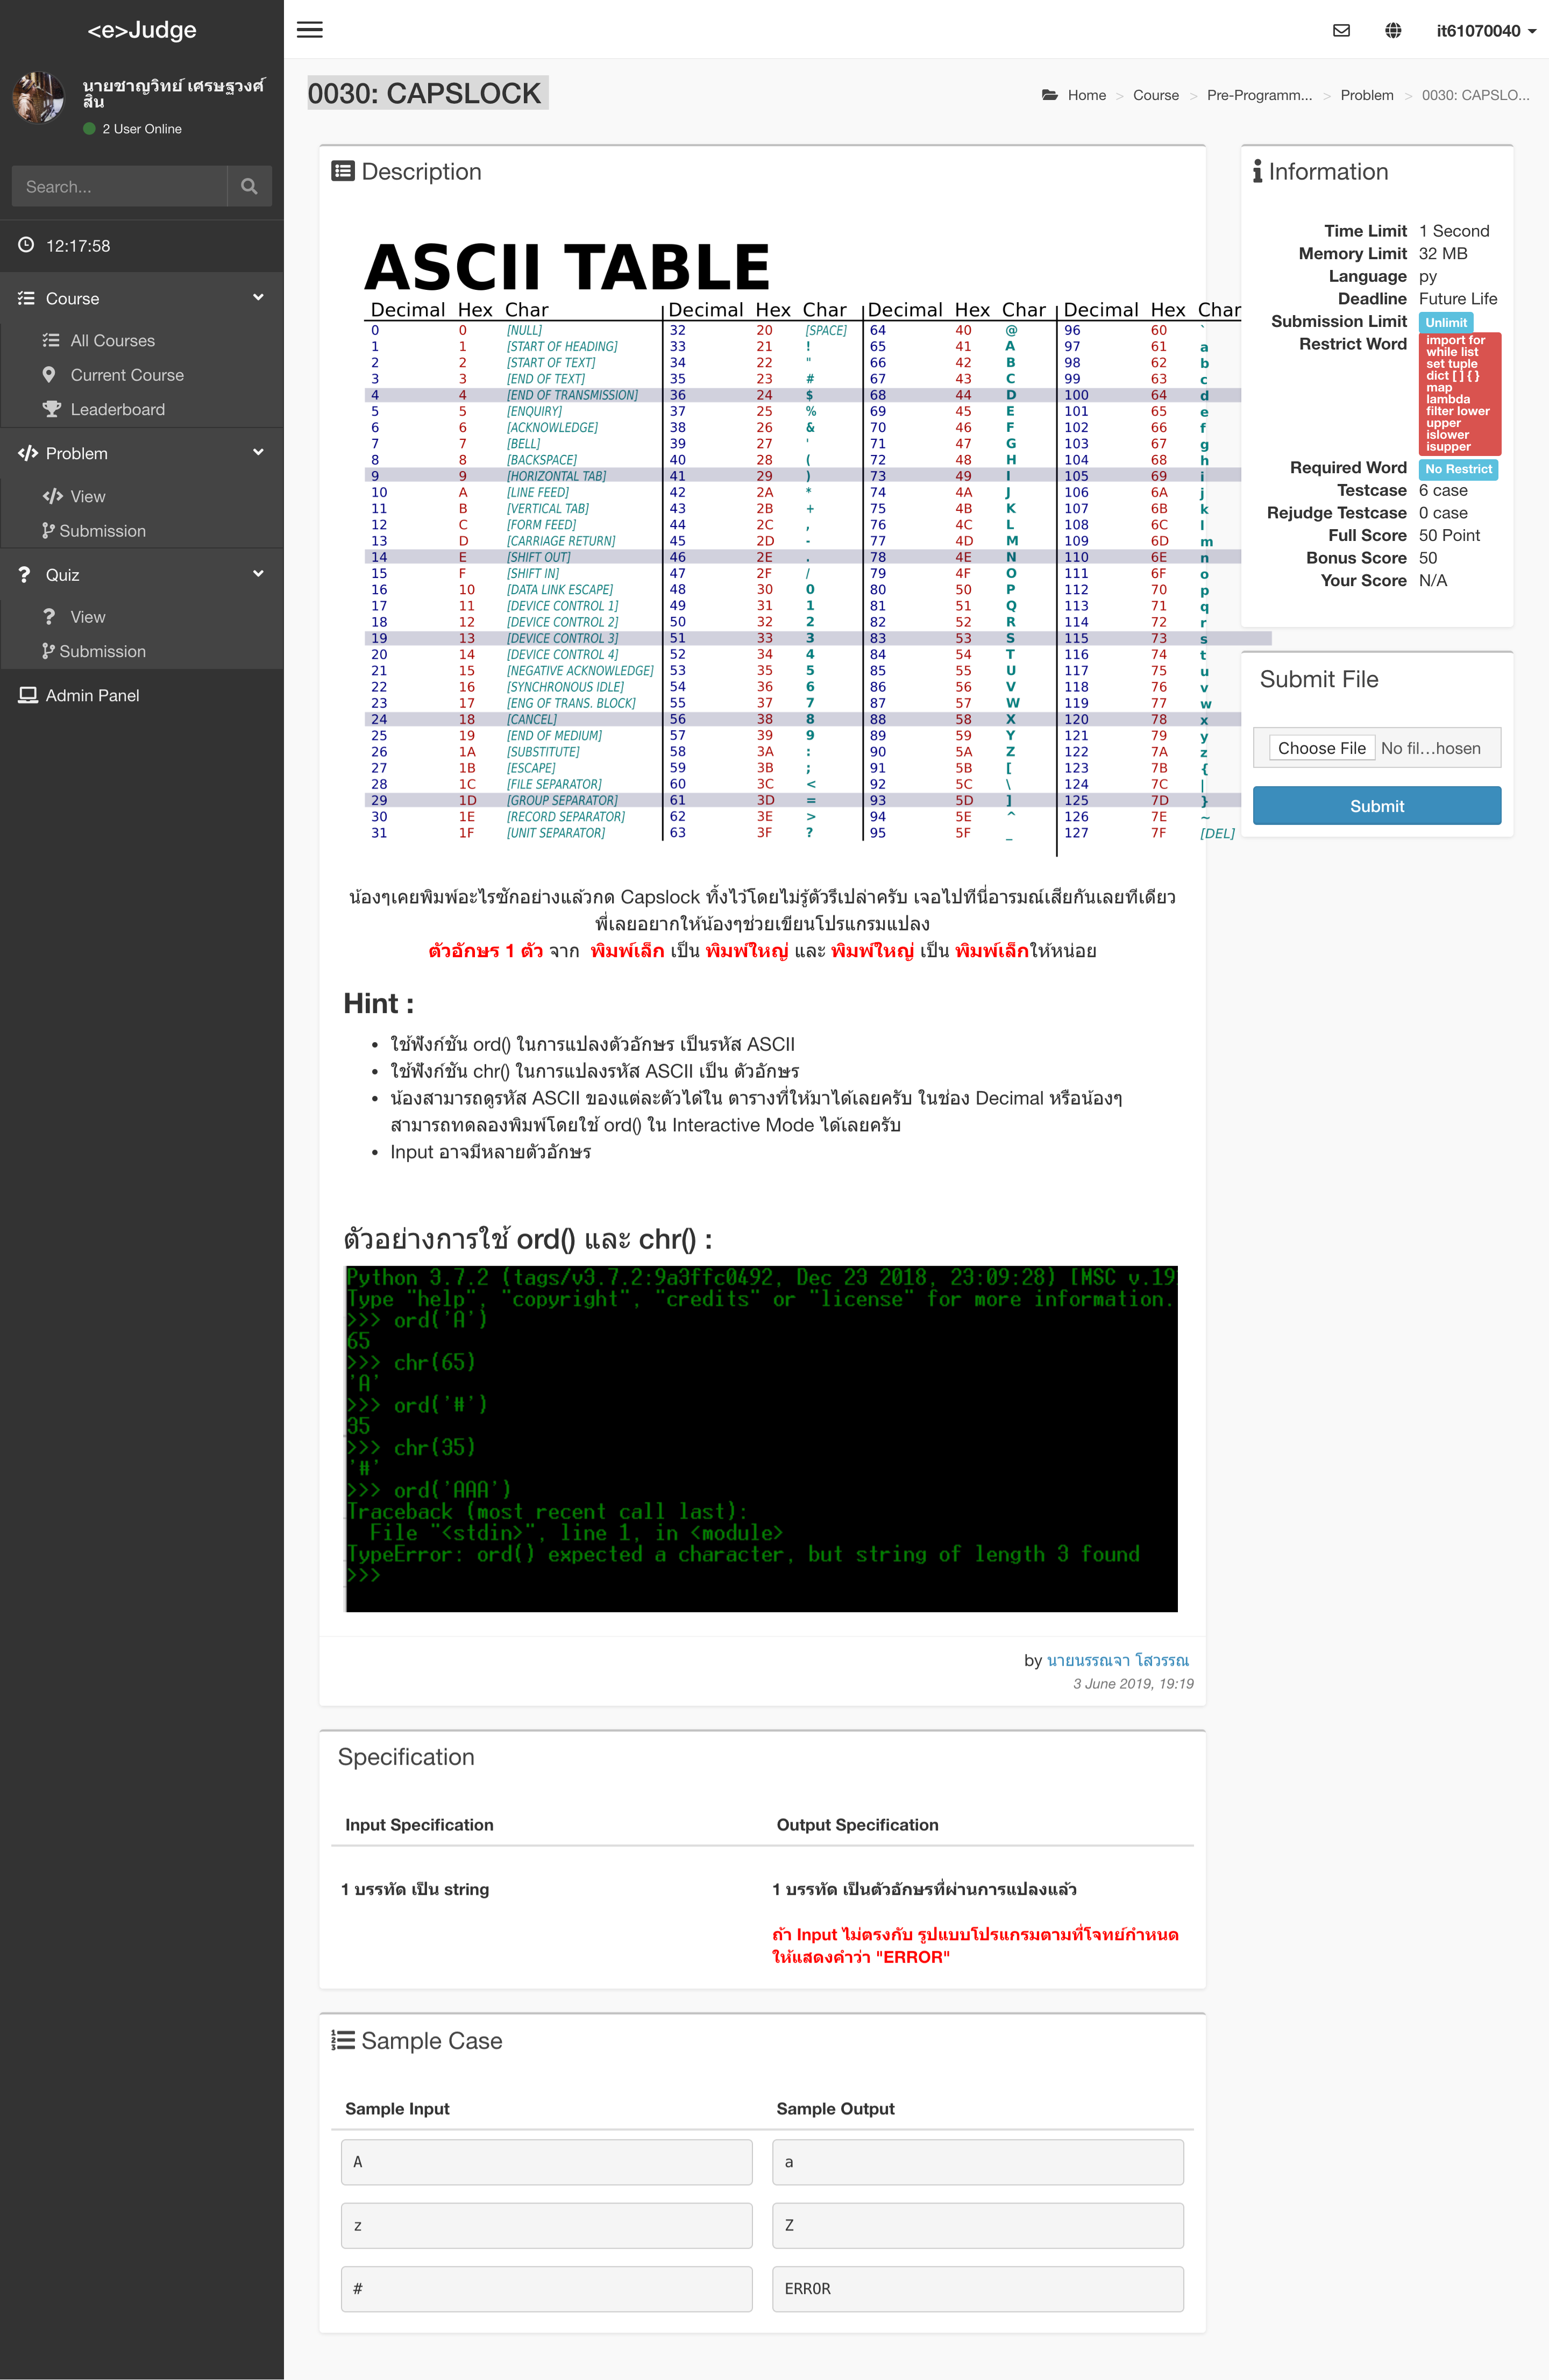 <e>Judge
it61070040
นายชาญวิทย์ เศรษฐวงศ์
สิน
2 User Online
Search...
12:17:58
Course
All Courses
Current Course
Leaderboard
Problem
View
Submission
Quiz
View
Submission
Admin Panel
0030: CAPSLOCK
Home > Course > Pre-Programm... > Problem > 0030: CAPSLO...
Description
ASCII TABLE
Decimal Hex Char Decimal Hex Char Decimal Hex Char Decimal Hex Char
0 0 [NULL] 32 20 [SPACE] 64 40 @ 96 60 `
1 1 [START OF HEADING] 33 21 ! 65 41 A 97 61 a
2 2 [START OF TEXT] 34 22 " 66 42 B 98 62 b
3 3 [END OF TEXT] 35 23 # 67 43 C 99 63 c
4 4 [END OF TRANSMISSION] 36 24 $ 68 44 D 100 64 d
5 5 [ENQUIRY] 37 25 % 69 45 E 101 65 e
6 6 [ACKNOWLEDGE] 38 26 & 70 46 F 102 66 f
7 7 [BELL] 39 27 ' 71 47 G 103 67 g
8 8 [BACKSPACE] 40 28 ( 72 48 H 104 68 h
9 9 [HORIZONTAL TAB] 41 29 ) 73 49 I 105 69 i
10 A [LINE FEED] 42 2A * 74 4A J 106 6A j
11 B [VERTICAL TAB] 43 2B + 75 4B K 107 6B k
12 C [FORM FEED] 44 2C , 76 4C L 108 6C l
13 D [CARRIAGE RETURN] 45 2D - 77 4D M 109 6D m
14 E [SHIFT OUT] 46 2E . 78 4E N 110 6E n
15 F [SHIFT IN] 47 2F / 79 4F O 111 6F o
16 10 [DATA LINK ESCAPE] 48 30 0 80 50 P 112 70 p
17 11 [DEVICE CONTROL 1] 49 31 1 81 51 Q 113 71 q
18 12 [DEVICE CONTROL 2] 50 32 2 82 52 R 114 72 r
19 13 [DEVICE CONTROL 3] 51 33 3 83 53 S 115 73 s
20 14 [DEVICE CONTROL 4] 52 34 4 84 54 T 116 74 t
21 15 [NEGATIVE ACKNOWLEDGE] 53 35 5 85 55 U 117 75 u
22 16 [SYNCHRONOUS IDLE] 54 36 6 86 56 V 118 76 v
23 17 [ENG OF TRANS. BLOCK] 55 37 7 87 57 W 119 77 w
24 18 [CANCEL] 56 38 8 88 58 X 120 78 x
25 19 [END OF MEDIUM] 57 39 9 89 59 Y 121 79 y
26 1A [SUBSTITUTE] 58 3A : 90 5A Z 122 7A z
27 1B [ESCAPE] 59 3B ; 91 5B [ 123 7B {
28 1C [FILE SEPARATOR] 60 3C < 92 5C \ 124 7C |
29 1D [GROUP SEPARATOR] 61 3D = 93 5D ] 125 7D }
30 1E [RECORD SEPARATOR] 62 3E > 94 5E ^ 126 7E ~
31 1F [UNIT SEPARATOR] 63 3F ? 95 5F _ 127 7F [DEL]
น้องๆเคยพิมพ์อะไรซักอย่างแล้วกด Capslock ทิ้งไว้โดยไม่รู้ตัวรึเปล่าครับ เจอไปทีนี่อารมณ์เสียกันเลยทีเดียว
พี่เลยอยากให้น้องๆช่วยเขียนโปรแกรมแปลง
ตัวอักษร 1 ตัว จาก พิมพ์เล็ก เป็น พิมพ์ใหญ่ และ พิมพ์ใหญ่ เป็น พิมพ์เล็กให้หน่อย
Hint :
• ใช้ฟังก์ชัน ord() ในการแปลงตัวอักษร เป็นรหัส ASCII
• ใช้ฟังก์ชัน chr() ในการแปลงรหัส ASCII เป็น ตัวอักษร
• น้องสามารถดูรหัส ASCII ของแต่ละตัวได้ใน ตารางที่ให้มาได้เลยครับ ในช่อง Decimal หรือน้องๆ
สามารถทดลองพิมพ์โดยใช้ ord() ใน Interactive Mode ได้เลยครับ
• Input อาจมีหลายตัวอักษร
ตัวอย่างการใช้ ord() และ chr() :
Python 3.7.2 (tags/v3.7.2:9a3ffc0492, Dec 23 2018, 23:09:28) [MSC v.19
Type "help", "copyright", "credits" or "license" for more information.
>>> ord('A')
65
>>> chr(65)
'A'
>>> ord('#')
35
>>> chr(35)
'#'
>>> ord('AAA')
Traceback (most recent call last):
File "<stdin>", line 1, in <module>
TypeError: ord() expected a character, but string of length 3 found
>>>
by นายนรรณจา โสวรรณ
3 June 2019, 19:19
Specification
Input Specification Output Specification
1 บรรทัด เป็น string 1 บรรทัด เป็นตัวอักษรที่ผ่านการแปลงแล้ว
ถ้า Input ไม่ตรงกับ รูปแบบโปรแกรมตามที่โจทย์กำหนด
ให้แสดงคำว่า "ERROR"
Sample Case
Sample Input Sample Output
A a
z Z
# ERROR
Information
Time Limit 1 Second
Memory Limit 32 MB
Language py
Deadline Future Life
Submission Limit Unlimit
Restrict Word import for
while list
set tuple
dict [ ] { }
map
lambda
filter lower
upper
islower
isupper
Required Word No Restrict
Testcase 6 case
Rejudge Testcase 0 case
Full Score 50 Point
Bonus Score 50
Your Score N/A
Submit File
Choose File No fil...hosen
Submit